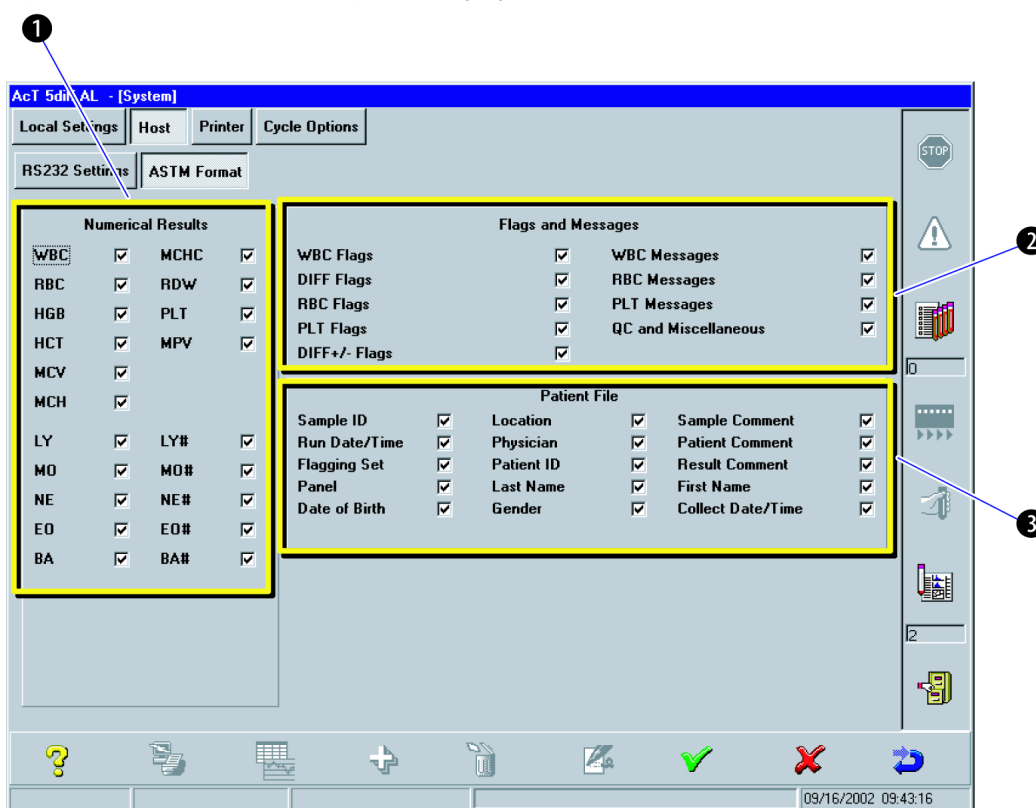 1
AcT 5diff AL - [System]
Local Settings Host Printer Cycle Options
RS232 Settings ASTM Format
STOP
Numerical Results
WBC MCHC
RBC RDW
HGB PLT
HCT MPV
MCV
MCH
LY LY#
MO MO#
NE NE#
EO EO#
BA BA#
Flags and Messages
WBC Flags WBC Messages
DIFF Flags RBC Messages
RBC Flags PLT Messages
PLT Flags QC and Miscellaneous
DIFF+/- Flags
2
0
Patient File
Sample ID Location Sample Comment
Run Date/Time Physician Patient Comment
Flagging Set Patient ID Result Comment
Panel Last Name First Name
Date of Birth Gender Collect Date/Time
3
2
09/16/2002 09:43:16